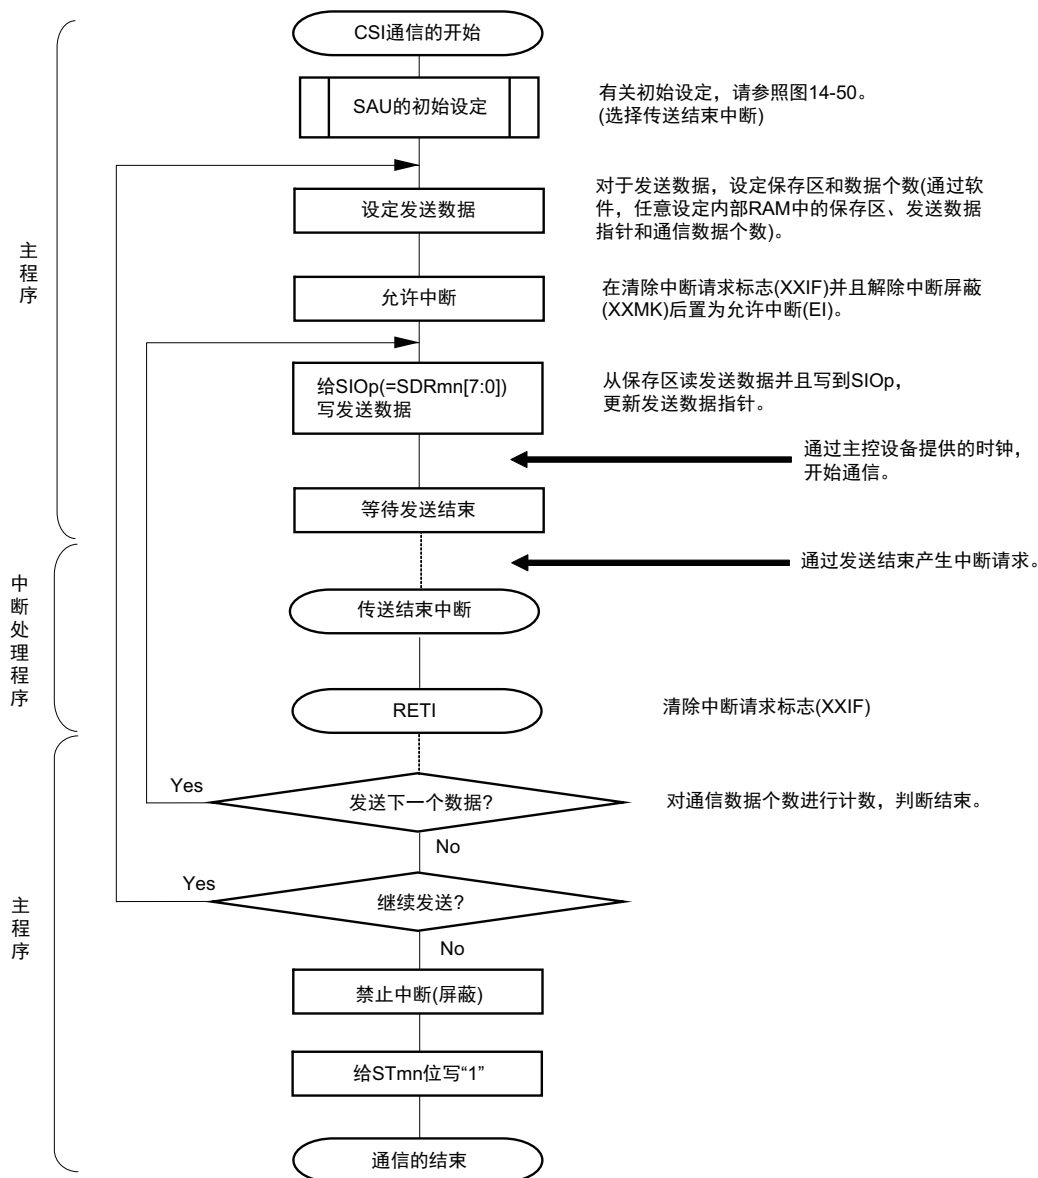 CSI通信的开始
SAU的初始设定
有关初始设定，请参照图14-50。
(选择传送结束中断)
设定发送数据
对于发送数据，设定保存区和数据个数(通过软
件，任意设定内部RAM中的保存区、发送数据
指针和通信数据个数)。
主程序
允许中断
在清除中断请求标志(XXIF)并且解除中断屏蔽
(XXMK)后置为允许中断(EI)。
给SIOp(=SDRmn[7:0])
写发送数据
从保存区读发送数据并且写到SIOp，
更新发送数据指针。
通过主控设备提供的时钟，
开始通信。
等待发送结束
通过发送结束产生中断请求。
中断处理程序
传送结束中断
RETI
清除中断请求标志(XXIF)
Yes
发送下一个数据?
对通信数据个数进行计数，判断结束。
No
Yes
继续发送?
主程序
No
禁止中断(屏蔽)
给STmn位写“1”
通信的结束